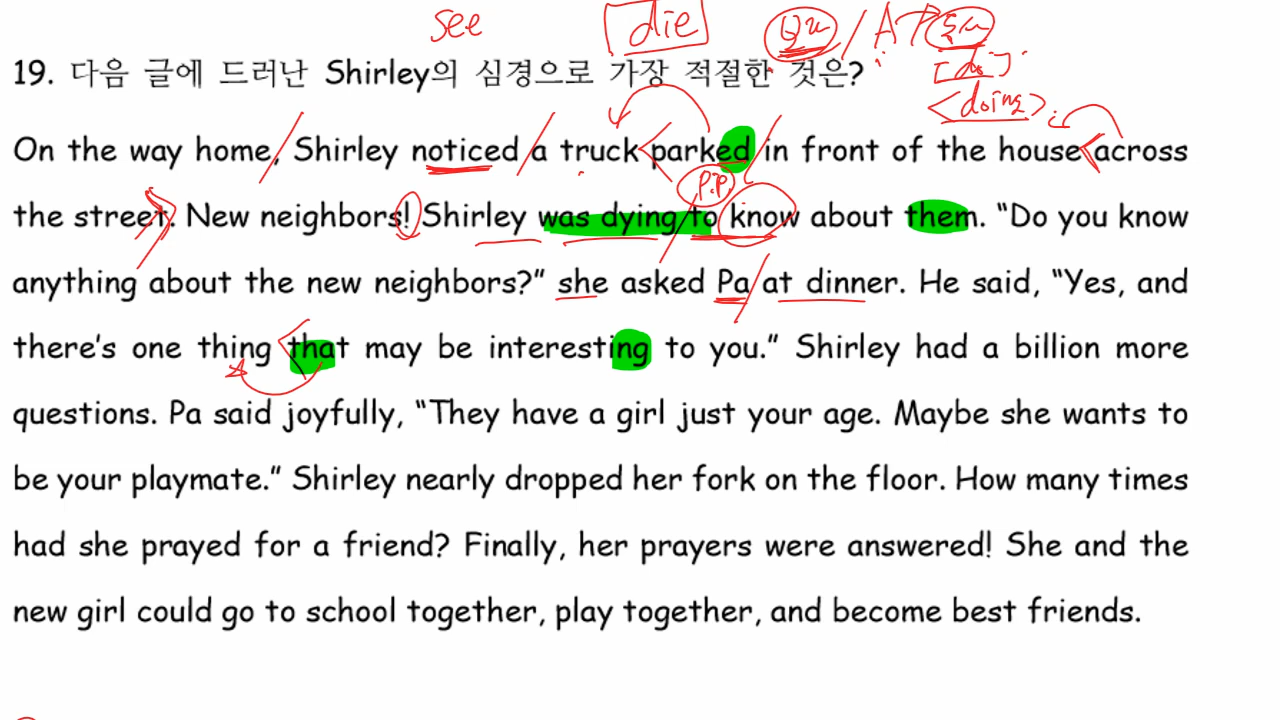 see die / A P 동사
[do]
19. 다음 글에 드러난 Shirley의 심경으로 가장 적절한 것은?
<doing>
On the way home, Shirley noticed a truck parked in front of the house across
p.p.
the street. New neighbors! Shirley was dying to know about them. “Do you know
anything about the new neighbors?” she asked Pa at dinner. He said, “Yes, and
there’s one thing that may be interesting to you.” Shirley had a billion more
questions. Pa said joyfully, “They have a girl just your age. Maybe she wants to
be your playmate.” Shirley nearly dropped her fork on the floor. How many times
had she prayed for a friend? Finally, her prayers were answered! She and the
new girl could go to school together, play together, and become best friends.